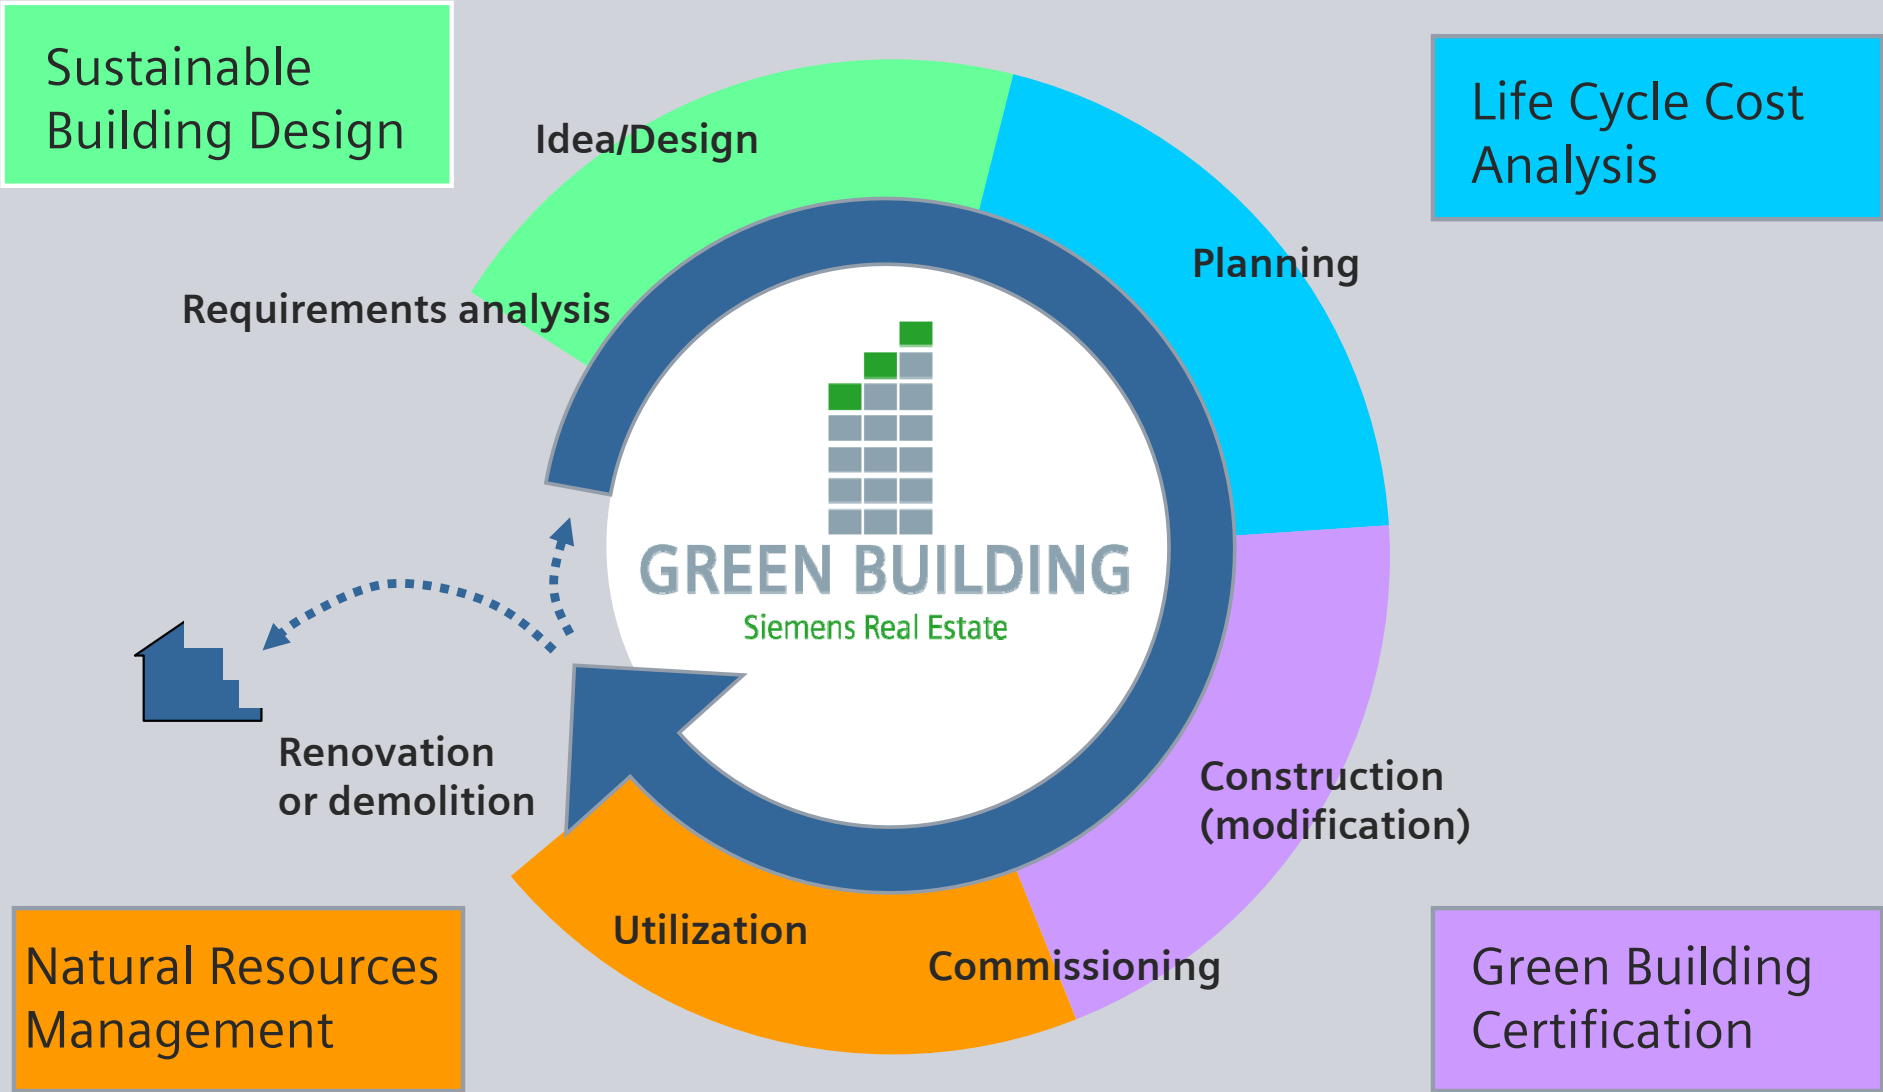 Sustainable
Building Design
Life Cycle Cost
Analysis
Idea/Design
Planning
Requirements analysis
GREEN BUILDING
Siemens Real Estate
Renovation
or demolition
Construction
(modification)
Utilization
Commissioning
Natural Resources
Management
Green Building
Certification